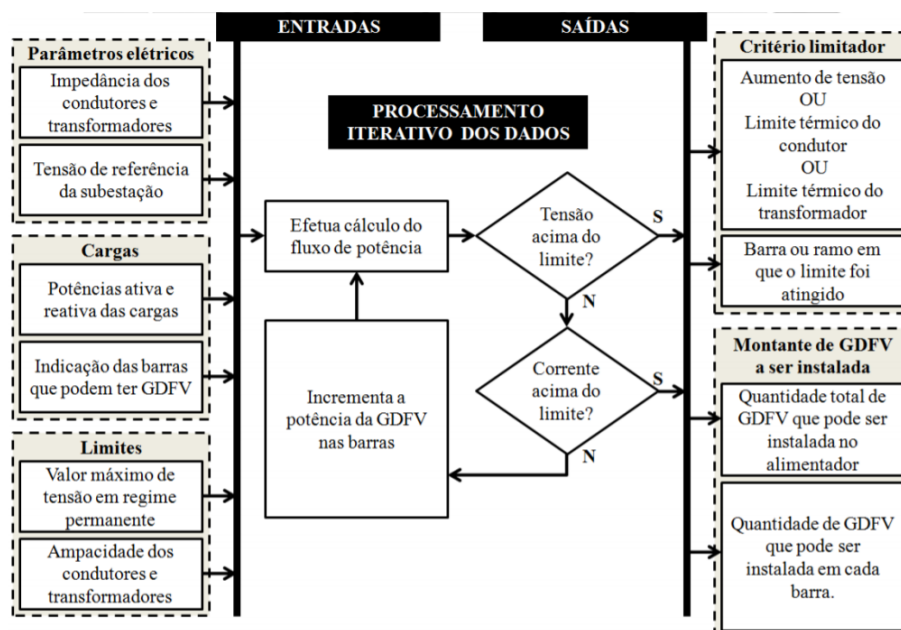 ENTRADAS
SAÍDAS
Parâmetros elétricos
Impedância dos
condutores e
transformadores
Tensão de referência
da subestação
Cargas
Potências ativa e
reativa das cargas
Indicação das barras
que podem ter GDFV
Limites
Valor máximo de
tensão em regime
permanente
Ampacidade dos
condutores e
transformadores
PROCESSAMENTO
ITERATIVO DOS DADOS
Efetua cálculo do
fluxo de potência
Tensão
acima do
limite?
S
N
Corrente
acima do
limite?
S
N
Incrementa a
potência da GDFV
nas barras
Critério limitador
Aumento de tensão
OU
Limite térmico do
condutor
OU
Limite térmico do
transformador
Barra ou ramo em
que o limite foi
atingido
Montante de GDFV
a ser instalada
Quantidade total de
GDFV que pode ser
instalada no
alimentador
Quantidade de GDFV
que pode ser
instalada em cada
barra.